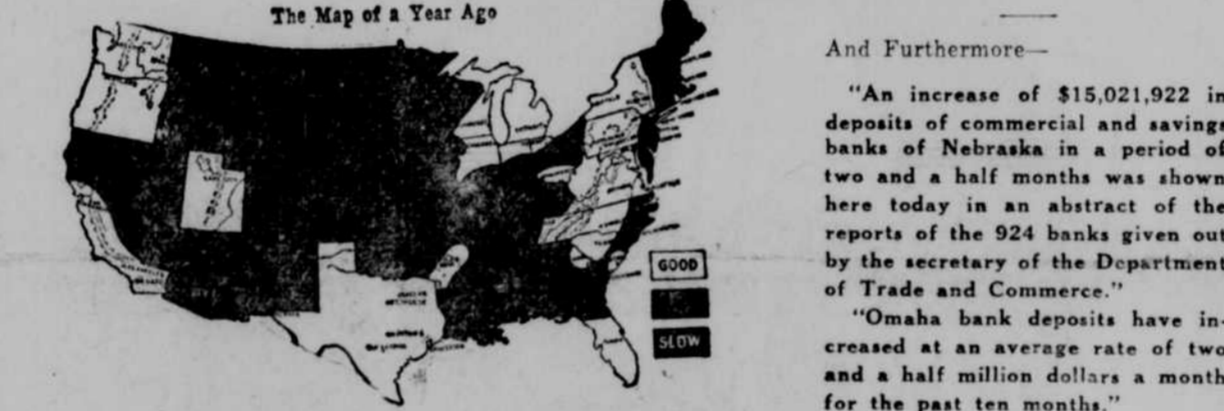 The Map of a Year Ago
GOOD
SLOW
And Furthermore—
"An increase of $15,021,922 in
deposits of commercial and savings
banks of Nebraska in a period of
two and a half months was shown
here today in an abstract of the
reports of the 924 banks given out
by the secretary of the Department
of Trade and Commerce."
"Omaha bank deposits have in-
creased at an average rate of two
and a half million dollars a month
for the past ten months."